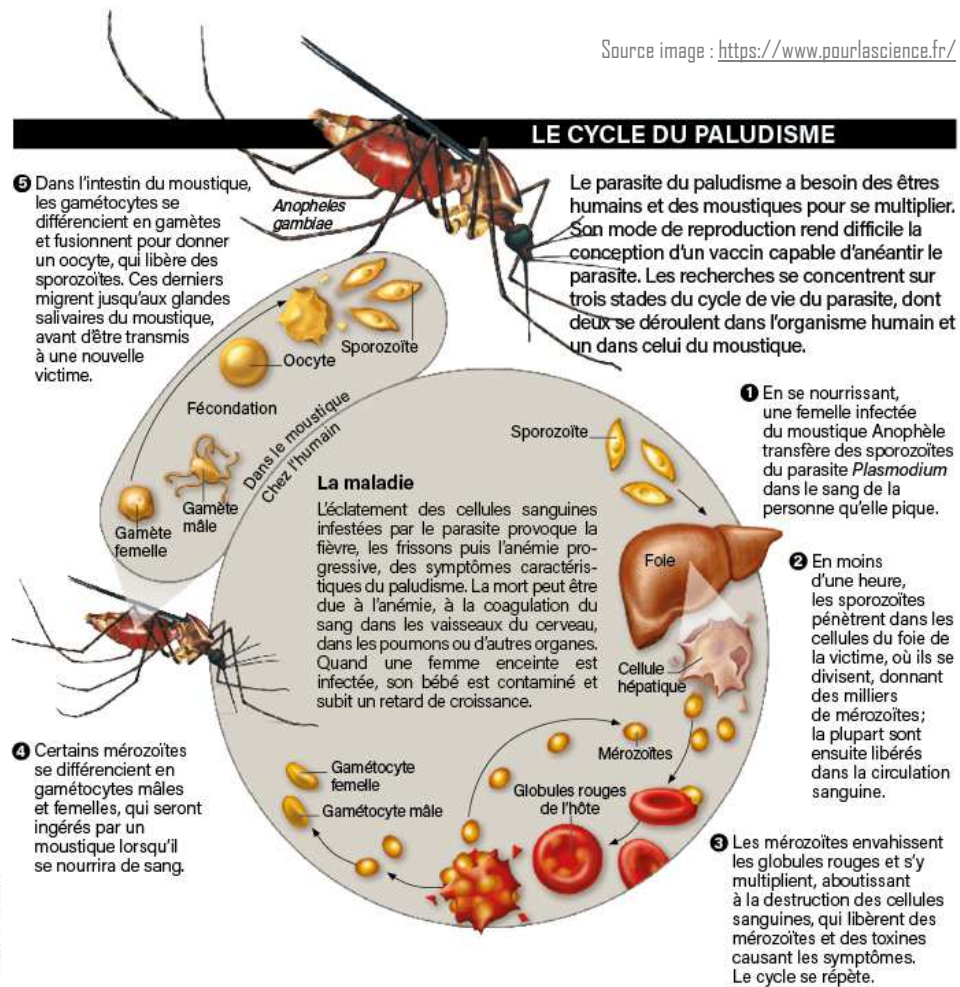 Source image : https://www.pourlascience.fr/
LE CYCLE DU PALUDISME
Le parasite du paludisme a besoin des êtres
humains et des moustiques pour se multiplier.
Son mode de reproduction rend difficile la
conception d'un vaccin capable d'anéantir le
parasite. Les recherches se concentrent sur
trois stades du cycle de vie du parasite, dont
deux se déroulent dans l'organisme humain et
un dans celui du moustique.
❺ Dans l'intestin du moustique,
les gamétocytes se
différencient en gamètes
et fusionnent pour donner
un oocyte, qui libère des
sporozoïtes. Ces derniers
migrent jusqu'aux glandes
salivaires du moustique,
avant d'être transmis
à une nouvelle
victime.
Anopheles
gambiae
Sporozoïte
Oocyte
Fécondation
Gamète
mâle
Gamète
femelle
Dans le moustique
Chez l'humain
❶ En se nourrissant,
une femelle infectée
du moustique Anophèle
transfère des sporozoïtes
du parasite Plasmodium
dans le sang de la
personne qu'elle pique.
Sporozoïte
La maladie
L'éclatement des cellules sanguines
infestées par le parasite provoque la
fièvre, les frissons puis l'anémie pro-
gressive, des symptômes caractéris-
tiques du paludisme. La mort peut être
due à l'anémie, à la coagulation du
sang dans les vaisseaux du cerveau,
dans les poumons ou d'autres organes.
Quand une femme enceinte est
infectée, son bébé est contaminé et
subit un retard de croissance.
Foie
Cellule
hépatique
❷ En moins
d'une heure,
les sporozoïtes
pénètrent dans les
cellules du foie de
la victime, où ils se
divisent, donnant
des milliers
de mérozoïtes;
la plupart sont
ensuite libérés
dans la circulation
sanguine.
Mérozoïtes
Globules rouges
de l'hôte
❸ Les mérozoïtes envahissent
les globules rouges et s'y
multiplient, aboutissant
à la destruction des cellules
sanguines, qui libèrent des
mérozoïtes et des toxines
causant les symptômes.
Le cycle se répète.
Gamétocyte
femelle
Gamétocyte mâle
❹ Certains mérozoïtes
se différencient en
gamétocytes mâles
et femelles, qui seront
ingérés par un
moustique lorsqu'il
se nourrira de sang.